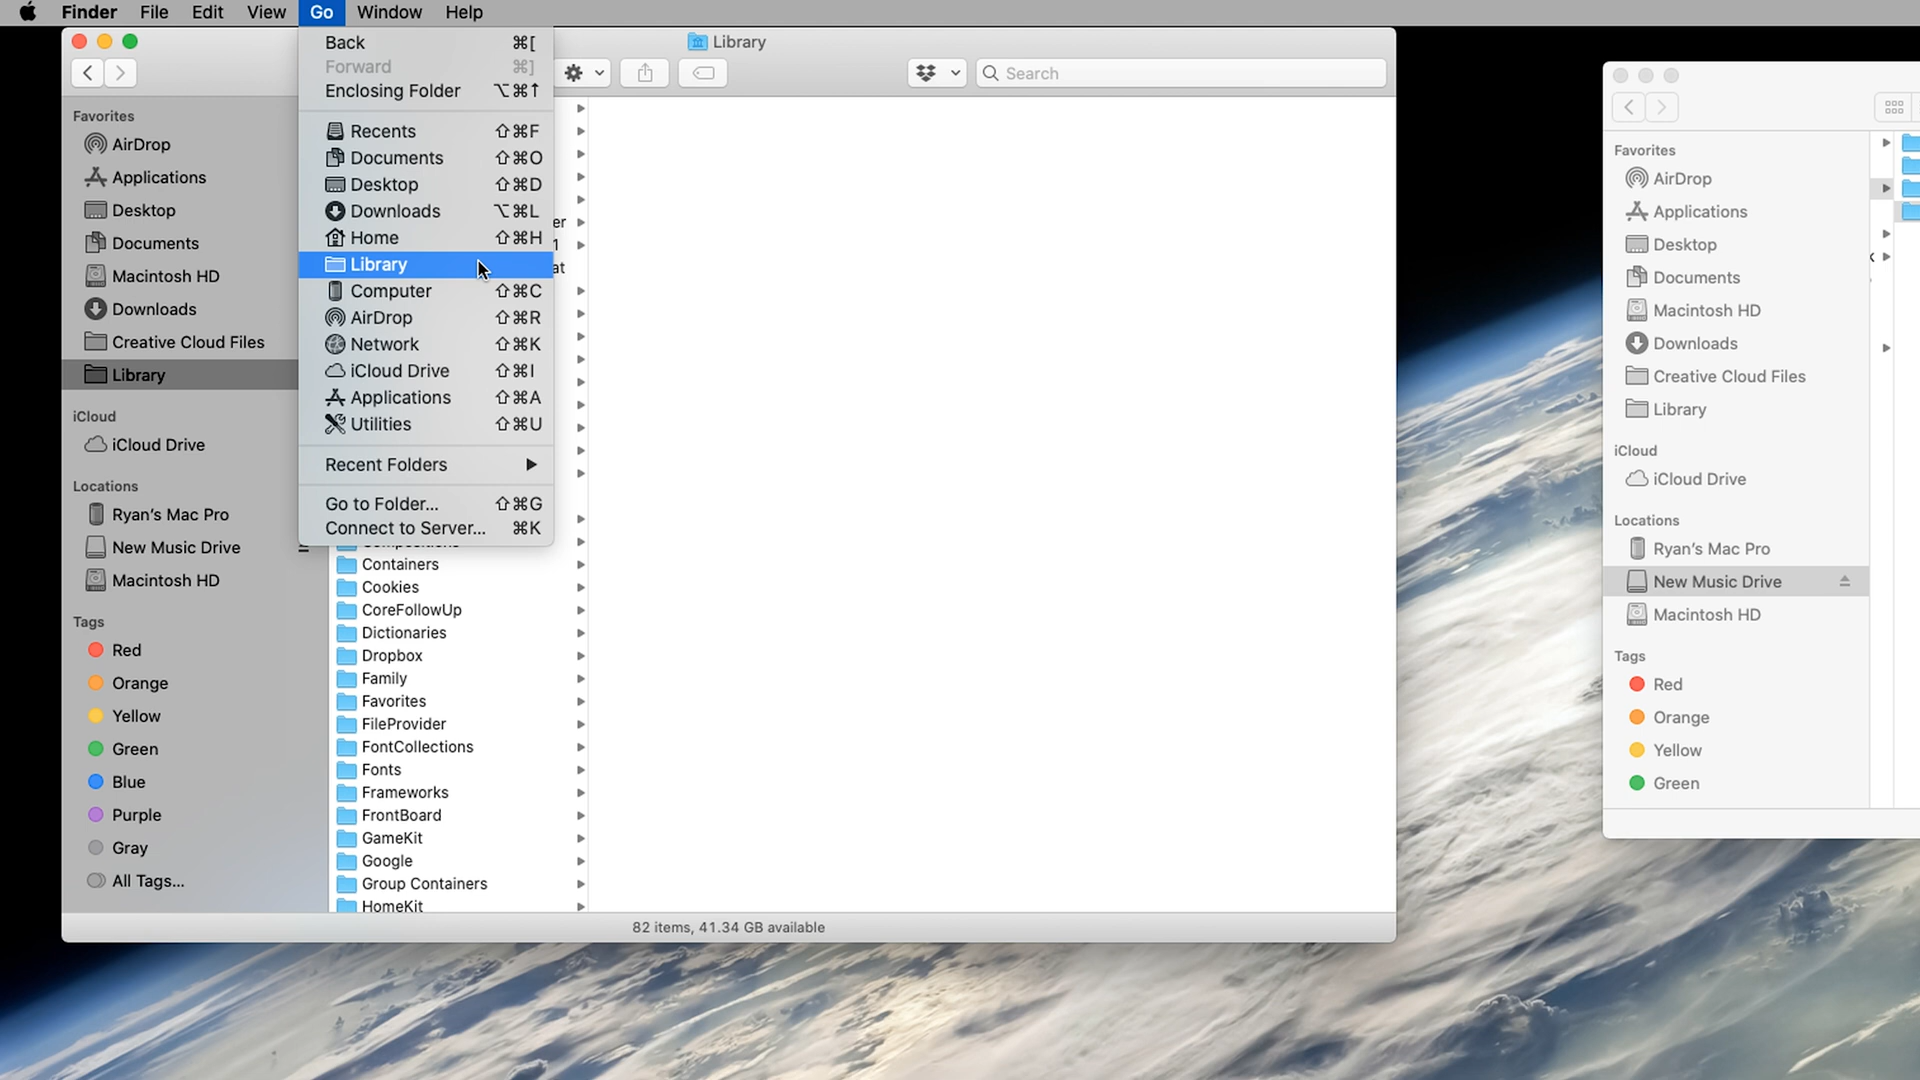 Finder File Edit View Go Window Help
Library
Search
Back ⌘[
Forward ⌘]
Enclosing Folder ⌥⌘↑
Recents ⇧⌘F
Documents ⇧⌘O
Desktop ⇧⌘D
Downloads ⌥⌘L
Home ⇧⌘H
Library
Computer ⇧⌘C
AirDrop ⇧⌘R
Network ⇧⌘K
iCloud Drive ⇧⌘I
Applications ⇧⌘A
Utilities ⇧⌘U
Recent Folders
Go to Folder... ⇧⌘G
Connect to Server... ⌘K
Favorites
AirDrop
Applications
Desktop
Documents
Macintosh HD
Downloads
Creative Cloud Files
Library
iCloud
iCloud Drive
Locations
Ryan's Mac Pro
New Music Drive
Macintosh HD
Tags
Red
Orange
Yellow
Green
Blue
Purple
Gray
All Tags...
er
1
at
Containers
Cookies
CoreFollowUp
Dictionaries
Dropbox
Family
Favorites
FileProvider
FontCollections
Fonts
Frameworks
FrontBoard
GameKit
Google
Group Containers
HomeKit
82 items, 41.34 GB available
Favorites
AirDrop
Applications
Desktop
Documents
Macintosh HD
Downloads
Creative Cloud Files
Library
iCloud
iCloud Drive
Locations
Ryan's Mac Pro
New Music Drive
Macintosh HD
Tags
Red
Orange
Yellow
Green